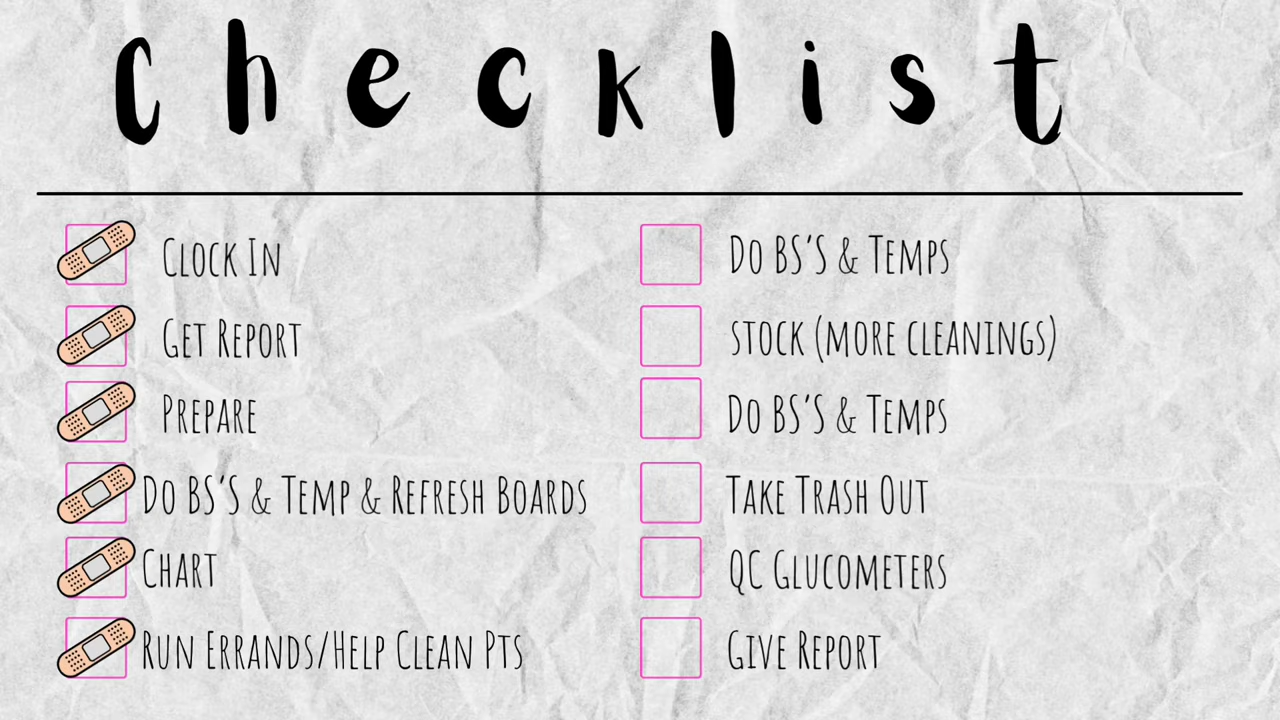 Checklist
Clock In
Get Report
Prepare
Do BS'S & Temp & Refresh Boards
Chart
Run Errands/Help Clean Pts
Do BS'S & Temps
STOCK (MORE CLEANINGS)
Do BS'S & Temps
Take Trash Out
QC Glucometers
Give Report